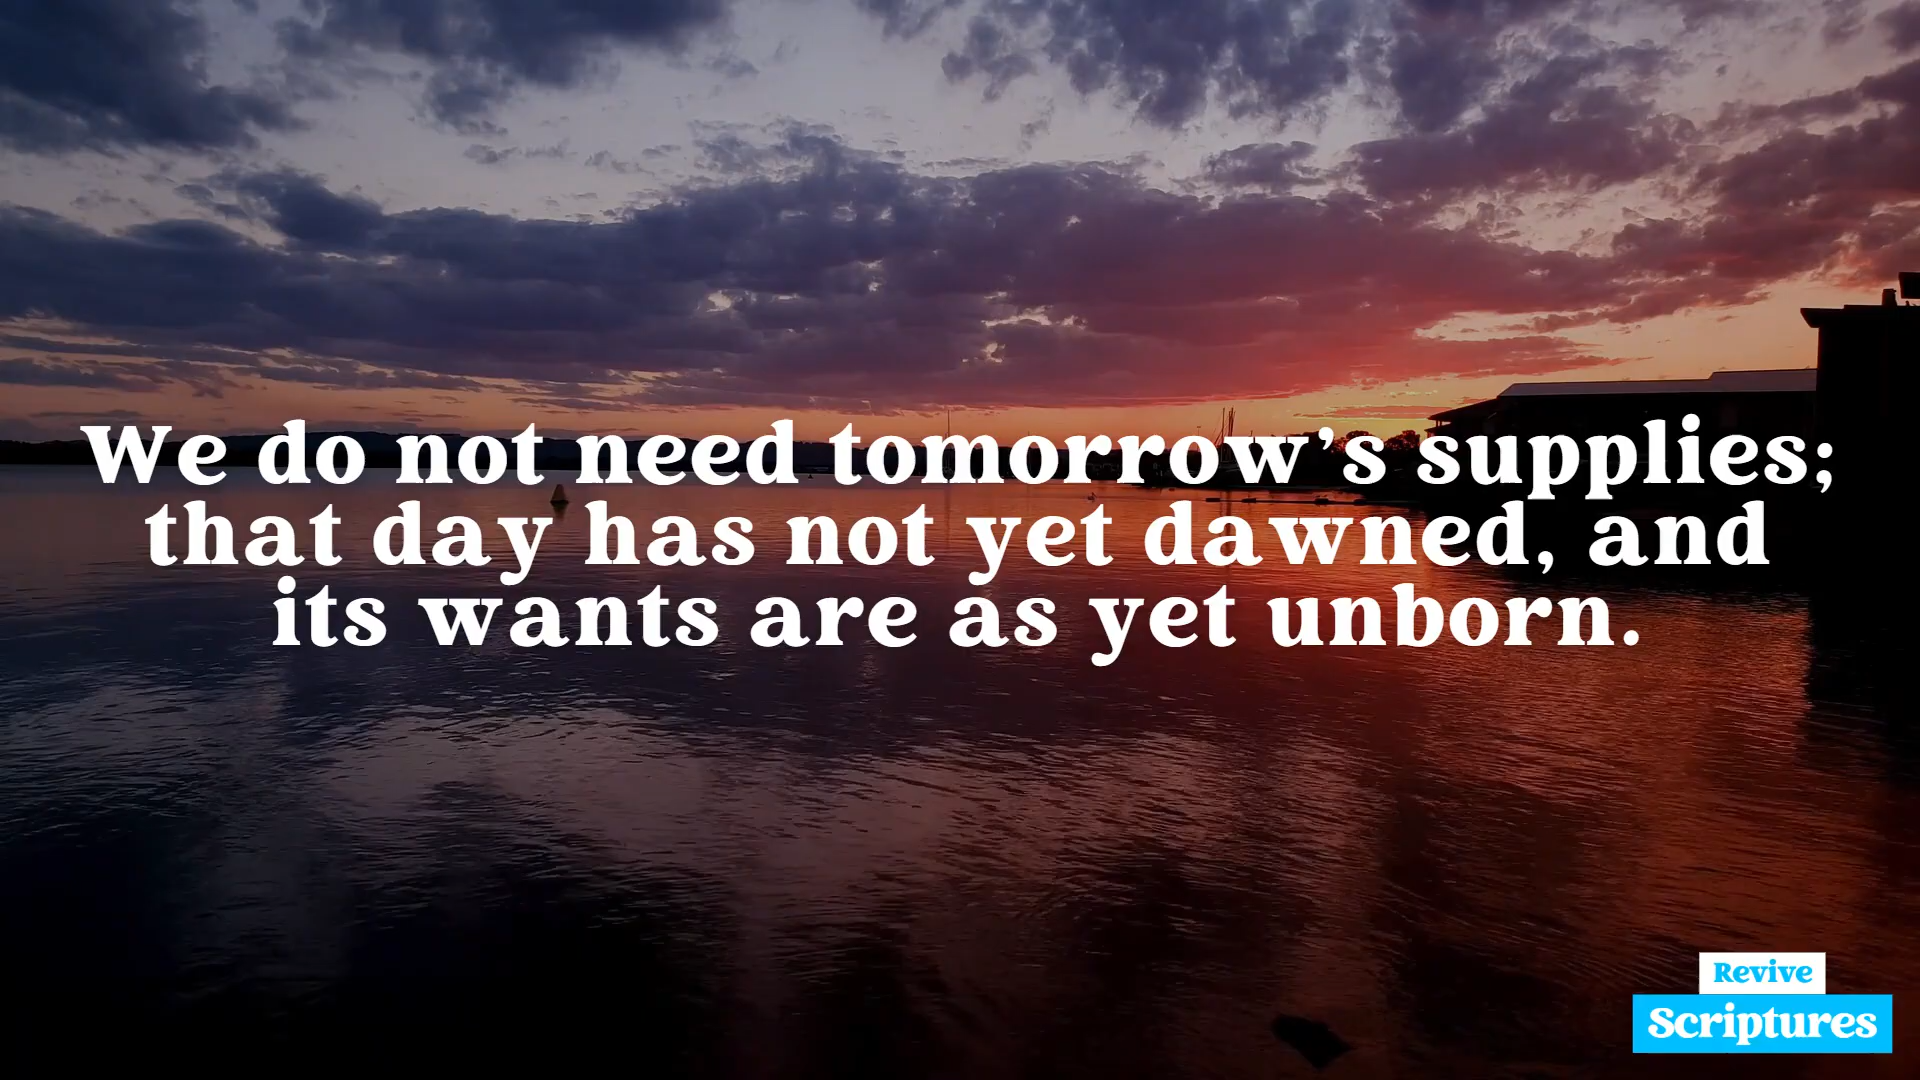 We do not need tomorrow's supplies;
that day has not yet dawned, and
its wants are as yet unborn.
Revive
Scriptures